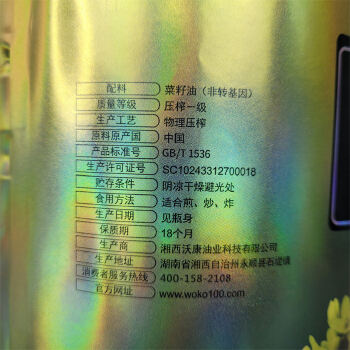 配料 菜籽油（非转基因）
质量等级 压榨一级
生产工艺 物理压榨
原料原产国 中国
产品标准号 GB/T 1536
生产许可证号 SC10243312700018
贮存条件 阴凉干燥避光处
食用方法 适合煎、炒、炸
生产日期 见瓶身
保质期 18个月
生产商 湘西沃康油业科技有限公司
生产地址 湖南省湘西自治州永顺县石堤镇
消费者服务热线 400-158-2108
官方网址 www.woko100.com